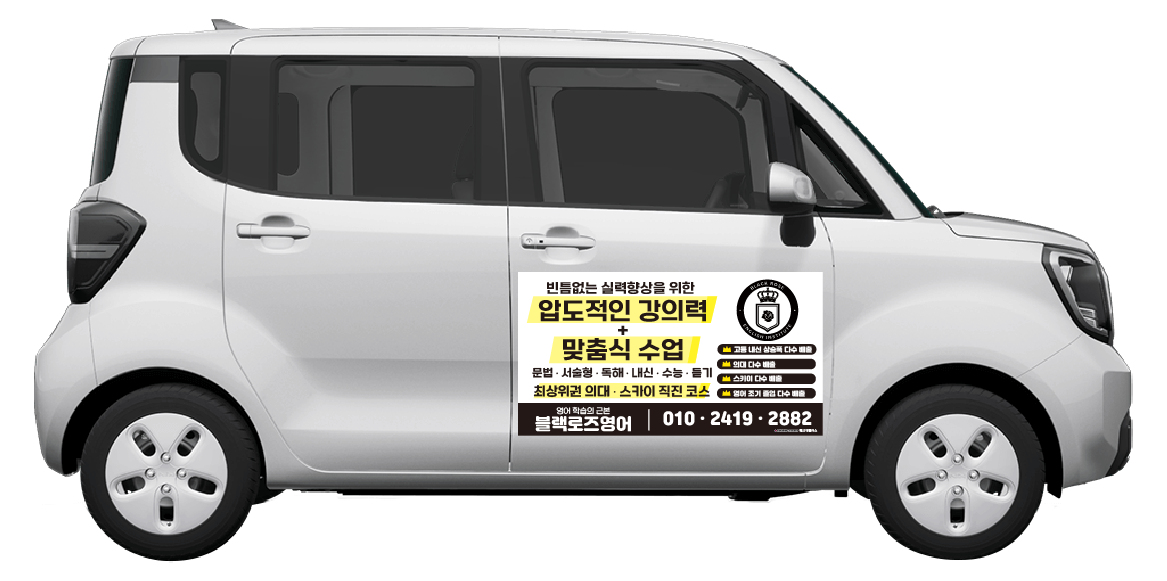 빈틈없는 실력향상을 위한
압도적인 강의력
+
맞춤식 수업
문법 · 서술형 · 독해 · 내신 · 수능 · 듣기
최상위권 의대 · 스카이 직진 코스
BLACK ROSE
ENGLISH INSTITUTE
고등 내신 상승폭 다수 배출
의대 다수 배출
스카이 다수 배출
영어 조기 졸업 다수 배출
영어 학습의 근본
블랙로즈영어
010 · 2419 · 2882